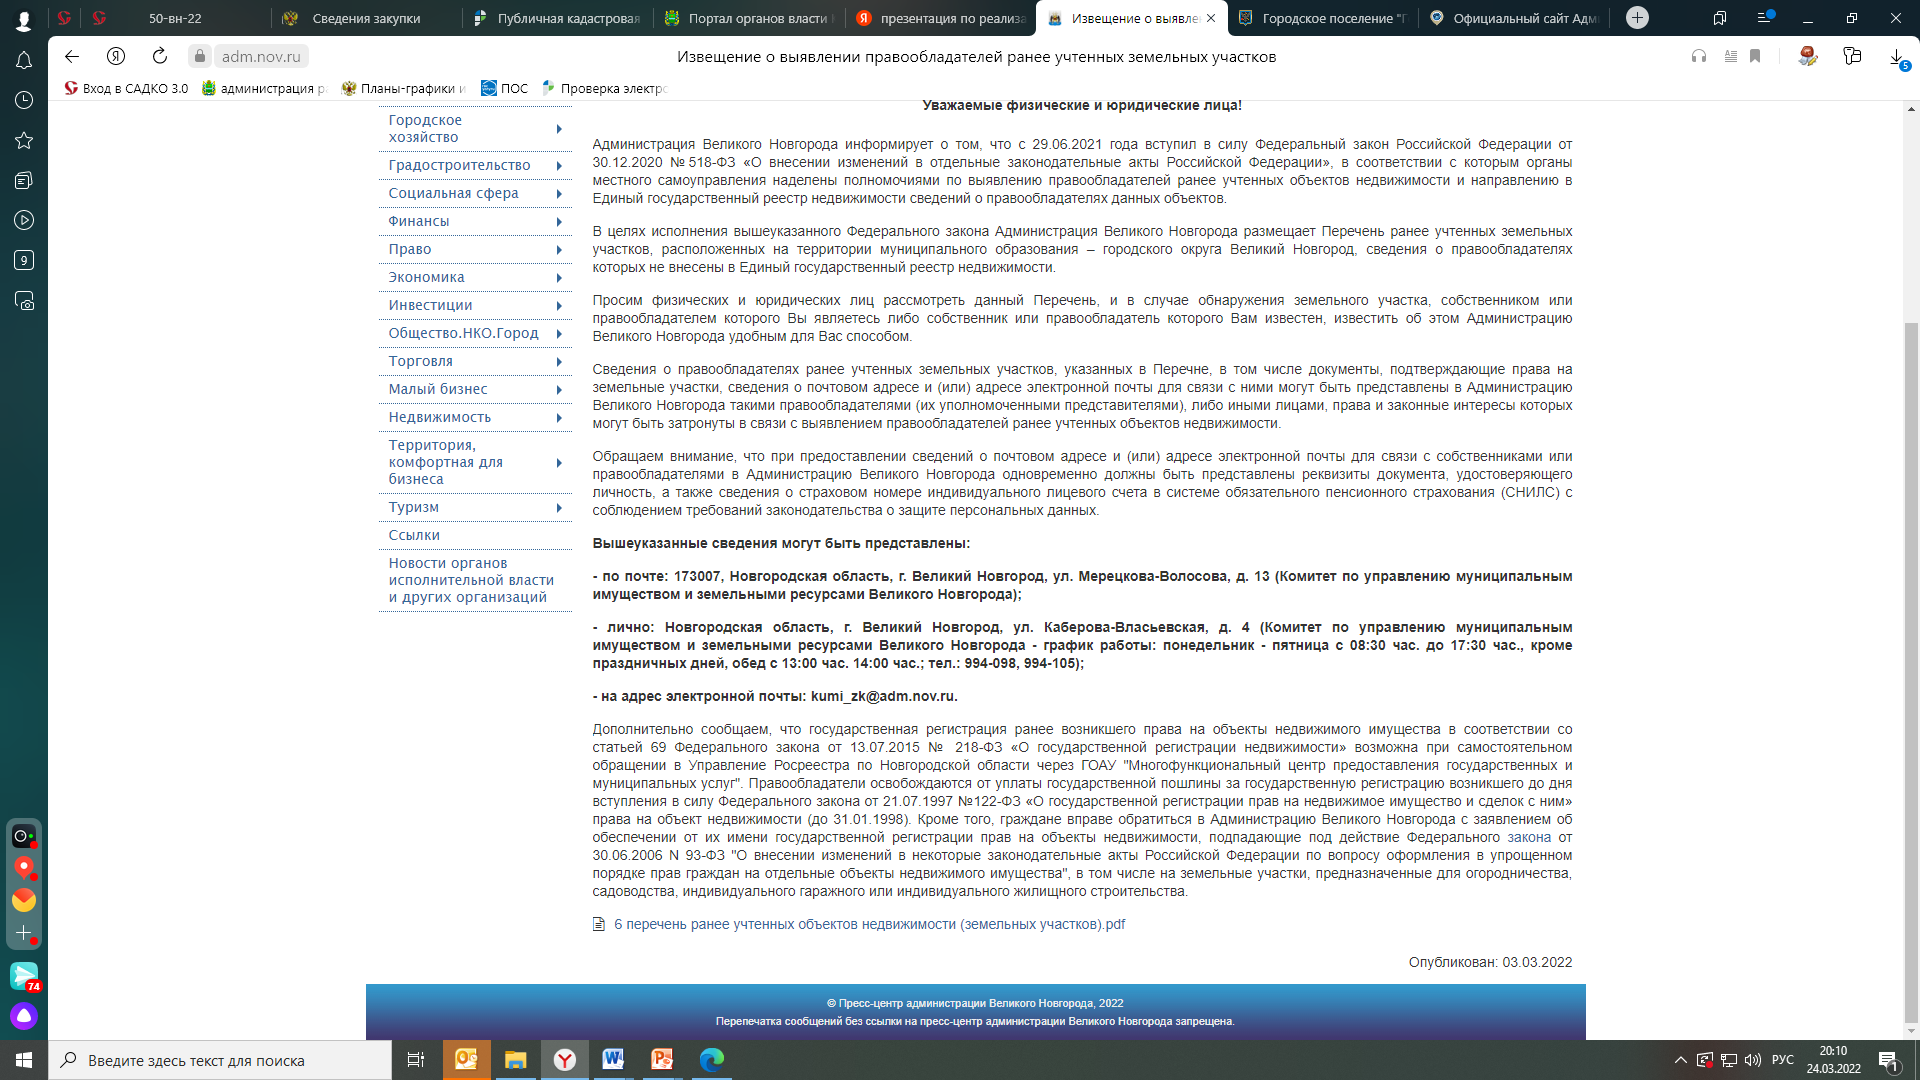 50-вн-22
Сведения закупки
Публичная кадастровая
Портал органов власти
презентация по реализа
Извещение о выявле
Городское поселение "Г
Официальный сайт Адм
adm.nov.ru
Извещение о выявлении правообладателей ранее учтенных земельных участков
5
Вход в САДКО 3.0
администрация р
Планы-графики и
ПОС
Проверка электро
9
Городское
хозяйство
Градостроительство
Социальная сфера
Финансы
Право
Экономика
Инвестиции
Общество.НКО.Город
Торговля
Малый бизнес
Недвижимость
Территория,
комфортная для
бизнеса
Туризм
Ссылки
Новости органов
исполнительной власти
и других организаций
Уважаемые физические и юридические лица!
Администрация Великого Новгорода информирует о том, что с 29.06.2021 года вступил в силу Федеральный закон Российской Федерации от
30.12.2020 №518-ФЗ «О внесении изменений в отдельные законодательные акты Российской Федерации», в соответствии с которым органы
местного самоуправления наделены полномочиями по выявлению правообладателей ранее учтенных объектов недвижимости и направлению в
Единый государственный реестр недвижимости сведений о правообладателях данных объектов.
В целях исполнения вышеуказанного Федерального закона Администрация Великого Новгорода размещает Перечень ранее учтенных земельных
участков, расположенных на территории муниципального образования – городского округа Великий Новгород, сведения о правообладателях
которых не внесены в Единый государственный реестр недвижимости.
Просим физических и юридических лиц рассмотреть данный Перечень, и в случае обнаружения земельного участка, собственником или
правообладателем которого Вы являетесь либо собственник или правообладатель которого Вам известен, известить об этом Администрацию
Великого Новгорода удобным для Вас способом.
Сведения о правообладателях ранее учтенных земельных участков, указанных в Перечне, в том числе документы, подтверждающие права на
земельные участки, сведения о почтовом адресе и (или) адресе электронной почты для связи с ними могут быть представлены в Администрацию
Великого Новгорода такими правообладателями (их уполномоченными представителями), либо иными лицами, права и законные интересы которых
могут быть затронуты в связи с выявлением правообладателей ранее учтенных объектов недвижимости.
Обращаем внимание, что при предоставлении сведений о почтовом адресе и (или) адресе электронной почты для связи с собственниками или
правообладателями в Администрацию Великого Новгорода одновременно должны быть представлены реквизиты документа, удостоверяющего
личность, а также сведения о страховом номере индивидуального лицевого счета в системе обязательного пенсионного страхования (СНИЛС) с
соблюдением требований законодательства о защите персональных данных.
Вышеуказанные сведения могут быть представлены:
- по почте: 173007, Новгородская область, г. Великий Новгород, ул. Мерецкова-Волосова, д. 13 (Комитет по управлению муниципальным
имуществом и земельными ресурсами Великого Новгорода);
- лично: Новгородская область, г. Великий Новгород, ул. Каберова-Власьевская, д. 4 (Комитет по управлению муниципальным
имуществом и земельными ресурсами Великого Новгорода - график работы: понедельник - пятница с 08:30 час. до 17:30 час., кроме
праздничных дней, обед с 13:00 час. 14:00 час.; тел.: 994-098, 994-105);
- на адрес электронной почты: kumi_zk@adm.nov.ru.
Дополнительно сообщаем, что государственная регистрация ранее возникшего права на объекты недвижимого имущества в соответствии со
статьей 69 Федерального закона от 13.07.2015 № 218-ФЗ «О государственной регистрации недвижимости» возможна при самостоятельном
обращении в Управление Росреестра по Новгородской области через ГОАУ "Многофункциональный центр предоставления государственных и
муниципальных услуг". Правообладатели освобождаются от уплаты государственной пошлины за государственную регистрацию возникшего до дня
вступления в силу Федерального закона от 21.07.1997 №122-ФЗ «О государственной регистрации прав на недвижимое имущество и сделок с ним»
права на объект недвижимости (до 31.01.1998). Кроме того, граждане вправе обратиться в Администрацию Великого Новгорода с заявлением об
обеспечении от их имени государственной регистрации прав на объекты недвижимости, подпадающие под действие Федерального закона от
30.06.2006 N 93-ФЗ "О внесении изменений в некоторые законодательные акты Российской Федерации по вопросу оформления в упрощенном
порядке прав граждан на отдельные объекты недвижимого имущества", в том числе на земельные участки, предназначенные для огородничества,
садоводства, индивидуального гаражного или индивидуального жилищного строительства.
6 перечень ранее учтенных объектов недвижимости (земельных участков).pdf
Опубликован: 03.03.2022
© Пресс-центр администрации Великого Новгорода, 2022
Перепечатка сообщений без ссылки на пресс-центр администрации Великого Новгорода запрещена.
74
Введите здесь текст для поиска
РУС
20:10
24.03.2022
1